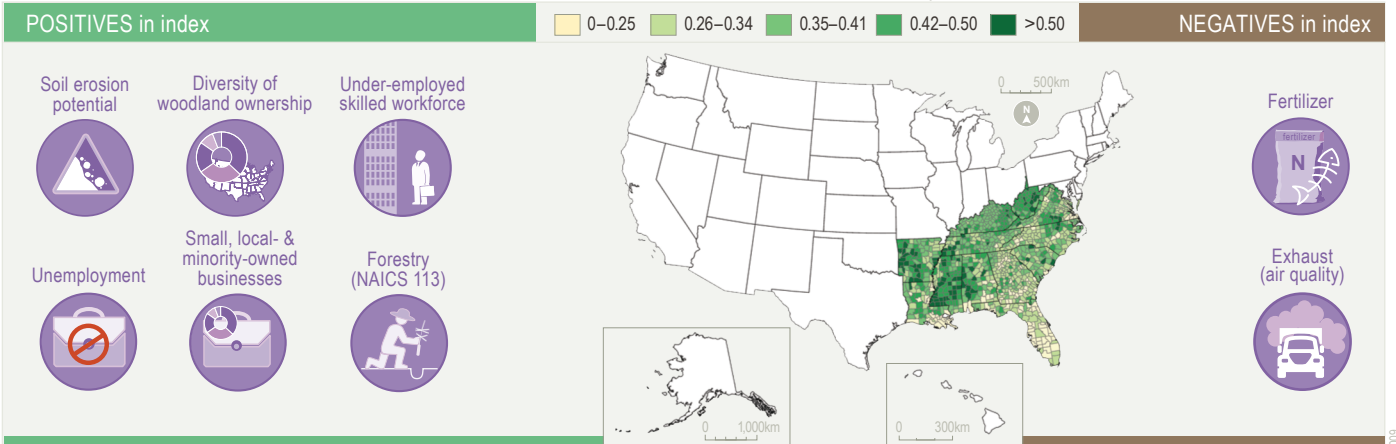 POSITIVES in index
0–0.25
0.26–0.34
0.35–0.41
0.42–0.50
>0.50
NEGATIVES in index
Soil erosion
potential
Diversity of
woodland ownership
Under-employed
skilled workforce
Unemployment
Small, local- &
minority-owned
businesses
Forestry
(NAICS 113)
0 500km
N
0 1,000km
0 300km
Fertilizer
fertilizer
N
Exhaust
(air quality)